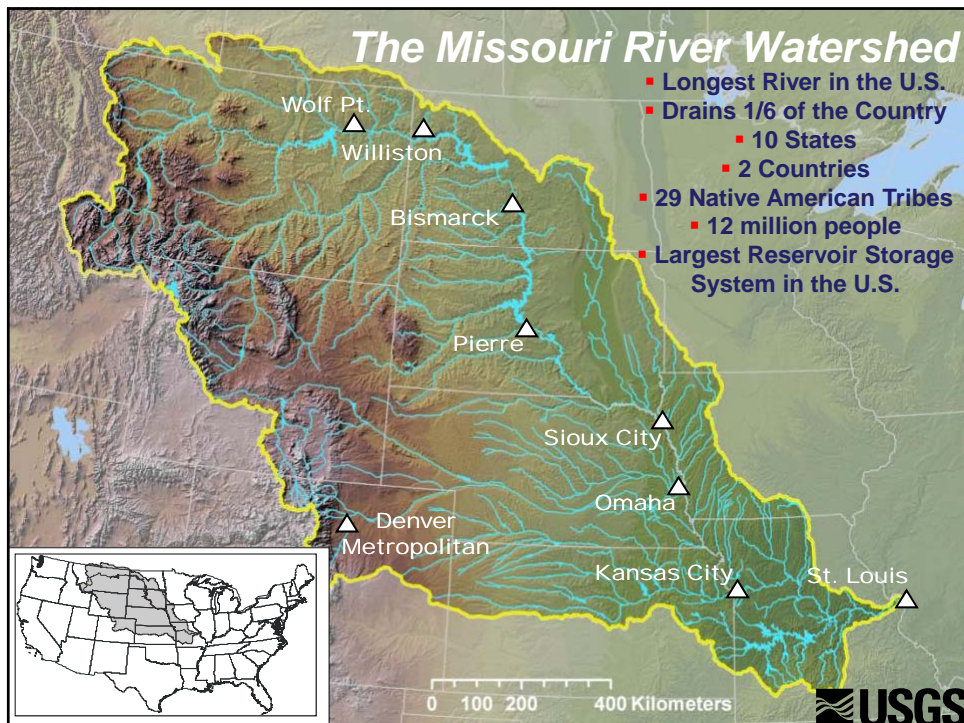 The Missouri River Watershed
▪ Longest River in the U.S.
▪ Drains 1/6 of the Country
▪ 10 States
▪ 2 Countries
▪ 29 Native American Tribes
▪ 12 million people
▪ Largest Reservoir Storage
System in the U.S.
Wolf Pt.
Williston
Bismarck
Pierre
Sioux City
Omaha
Denver
Metropolitan
Kansas City
St. Louis
0 100 200 400 Kilometers
USGS